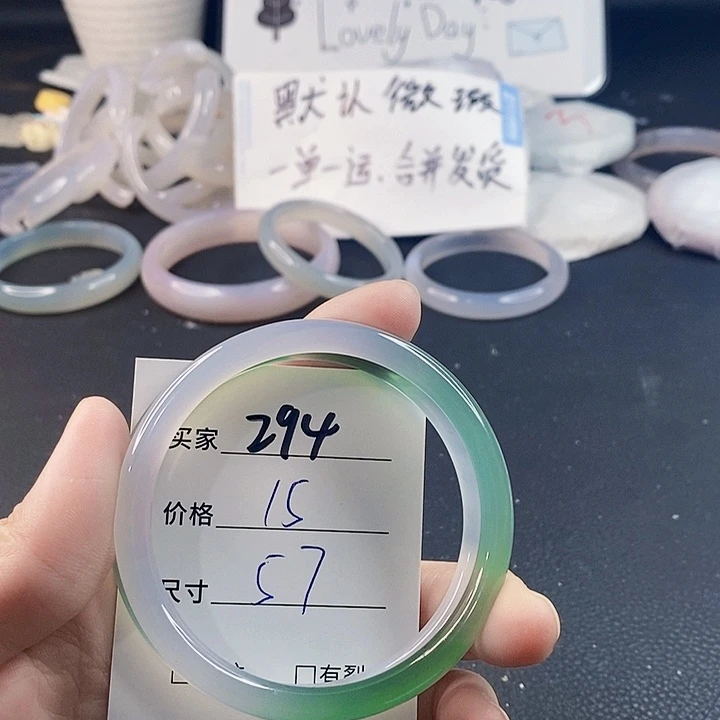 Lovely Day
默认微瑕
一单一运.合并发货
买家 294
价格 15
尺寸 57
□有裂